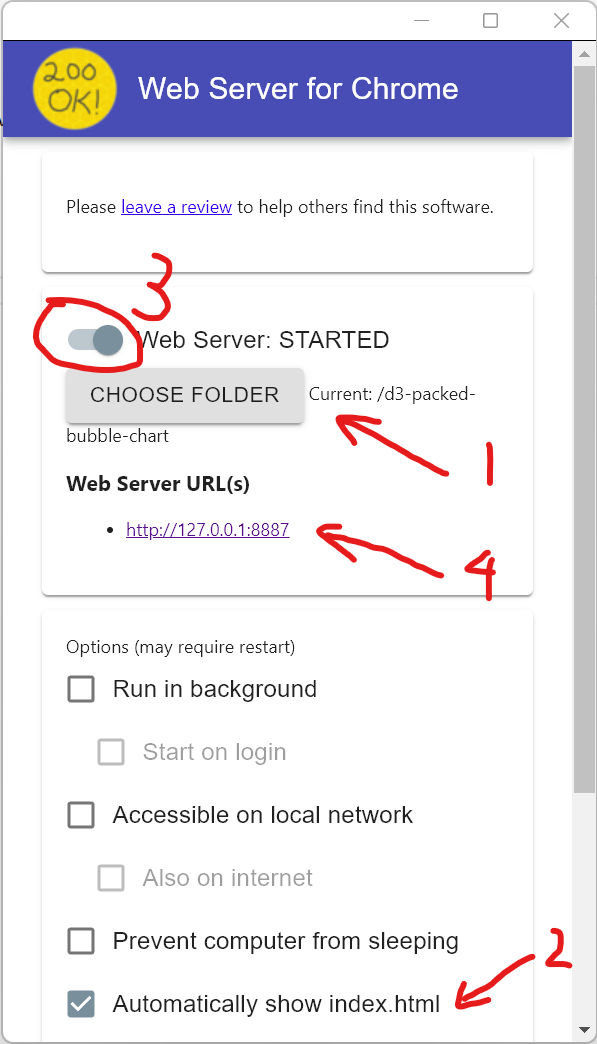 200
OK!
Web Server for Chrome
Please leave a review to help others find this software.
3
Web Server: STARTED
CHOOSE FOLDER Current: /d3-packed-
bubble-chart
1
Web Server URL(s)
http://127.0.0.1:8887
4
Options (may require restart)
Run in background
Start on login
Accessible on local network
Also on internet
Prevent computer from sleeping
2
Automatically show index.html